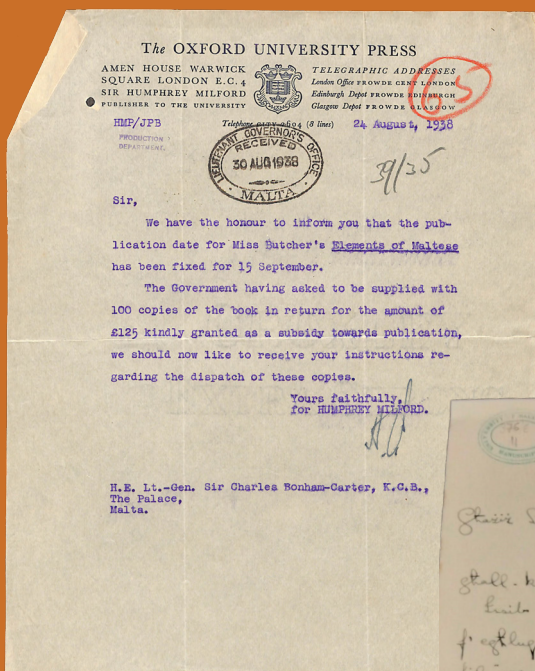 The OXFORD UNIVERSITY PRESS
AMEN HOUSE WARWICK
SQUARE LONDON E.C. 4
SIR HUMPHREY MILFORD
PUBLISHER TO THE UNIVERSITY
TELEGRAPHIC ADDRESSES
London Office FROWDE CENT LONDON
Edinburgh Depot FROWDE EDINBURGH
Glasgow Depot FROWDE GLASGOW
65
HMP/JPB
Telephone CITY 2604 (8 lines)
24 August, 1938
PRODUCTION
DEPARTMENT.
LIEUTENANT GOVERNOR'S OFFICE
RECEIVED
30 AUG 1938
MALTA
39/35
Sir,
We have the honour to inform you that the pub-
lication date for Miss Butcher's Elements of Maltese
has been fixed for 15 September.
The Government having asked to be supplied with
100 copies of the book in return for the amount of
£125 kindly granted as a subsidy towards publication,
we should now like to receive your instructions re-
garding the dispatch of these copies.
Yours faithfully,
for HUMPHREY MILFORD.
H.E. Lt.-Gen. Sir Charles Bonham-Carter, K.C.B.,
The Palace,
Malta.